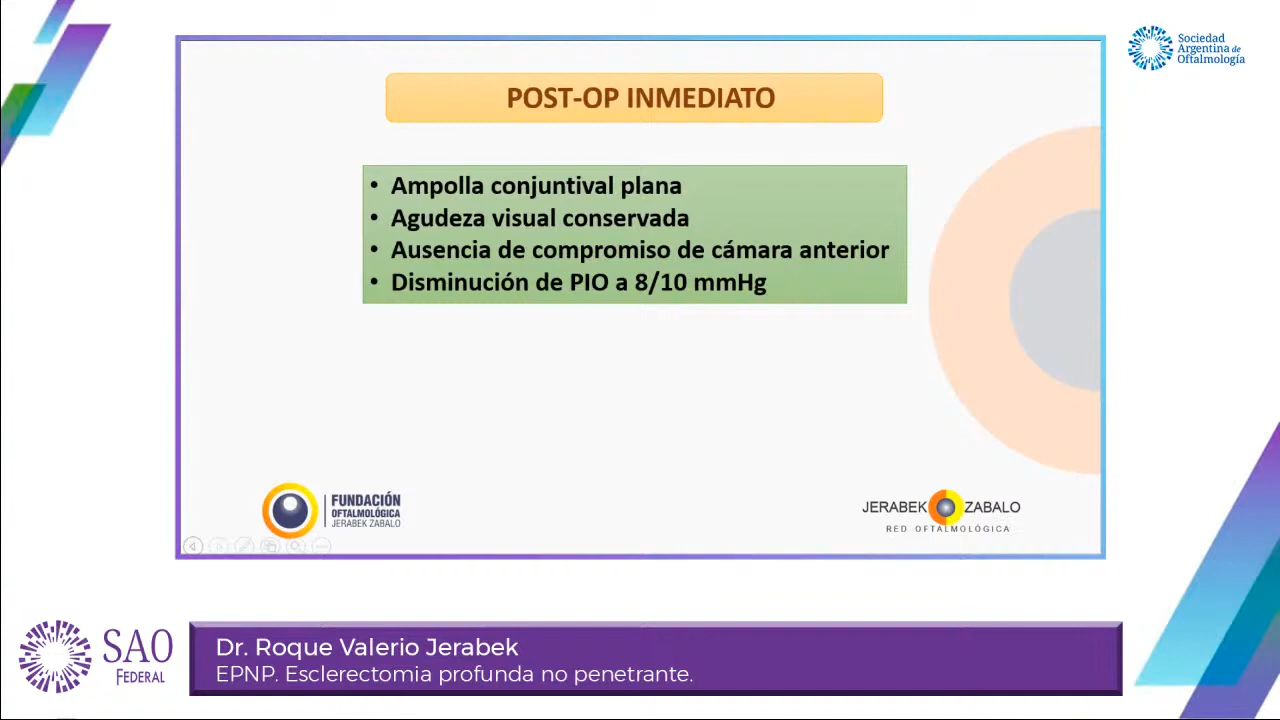 Sociedad
Argentina de
Oftalmología
POST-OP INMEDIATO
• Ampolla conjuntival plana
• Agudeza visual conservada
• Ausencia de compromiso de cámara anterior
• Disminución de PIO a 8/10 mmHg
FUNDACIÓN
OFTALMOLÓGICA
JERABEK ZABALO
JERABEK ZABALO
RED OFTALMOLÓGICA
SAO
FEDERAL
Dr. Roque Valerio Jerabek
EPNP. Esclerectomia profunda no penetrante.